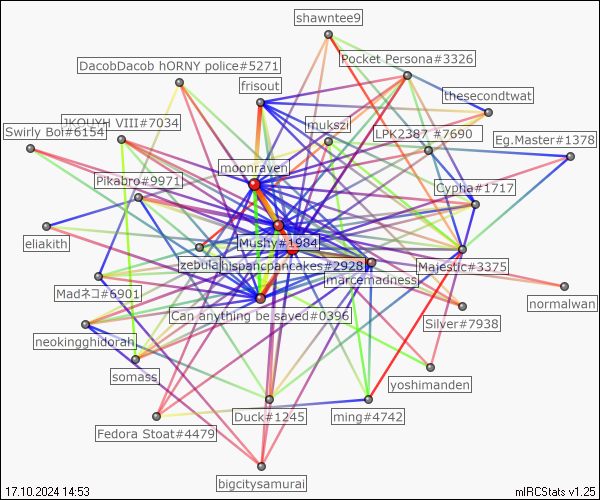 shawntee9
Pocket Persona#3326
DacobDacob hORNY police#5271
frisout
thesecondtwat
JKOUYH VIII#7034
mukszi
LPK2387 #7690
Swirly Boi#6154
Eg.Master#1378
moonraven
Pikabro#9971
Cypha#1717
eliakith
Mushy#1984
zebula
hispancpancakes#2928
Majestic#3375
marcemadness
Madネコ#6901
normalwan
Can anything be saved#0396
Silver#7938
neokingghidorah
somass
yoshimanden
Duck#1245
ming#4742
Fedora Stoat#4479
bigcitysamurai
17.10.2024 14:53
mIRCStats v1.25